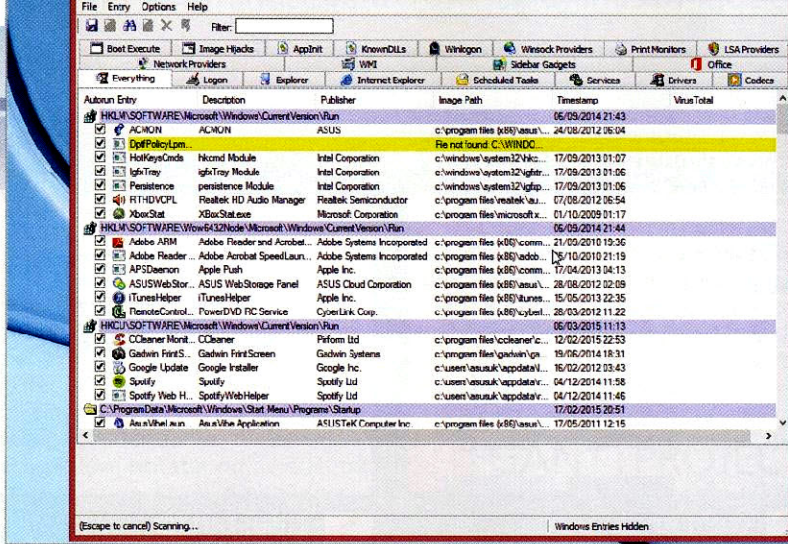 File Entry Options Help
Filter:
Boot Execute Image Hijacks AppInit KnownDLLs Winlogon Winsock Providers Print Monitors LSA Providers
Network Providers WMI Sidebar Gadgets Office
Everything Logon Explorer Internet Explorer Scheduled Tasks Services Drivers Codecs
Autorun Entry Description Publisher Image Path Timestamp VirusTotal
HKLM\SOFTWARE\Microsoft\Windows\CurrentVersion\Run 06/09/2014 21:43
ACMON ACMON ASUS c:\program files (x86)\asus\... 24/08/2012 06:04
DptfPolicyLpm... File not found: C:\WINDO...
HotKeysCmds hkcmd Module Intel Corporation c:\windows\system32\hkc... 17/09/2013 01:07
IgfxTray igfxTray Module Intel Corporation c:\windows\system32\igfxtr... 17/09/2013 01:06
Persistence persistence Module Intel Corporation c:\windows\system32\igfxp... 17/09/2013 01:06
RTHDVCPL Realtek HD Audio Manager Realtek Semiconductor c:\program files\realtek\au... 07/08/2012 06:54
XboxStat XBoxStat.exe Microsoft Corporation c:\program files\microsoft x... 01/10/2009 01:17
HKLM\SOFTWARE\Wow6432Node\Microsoft\Windows\CurrentVersion\Run 06/09/2014 21:44
Adobe ARM Adobe Reader and Acrobat... Adobe Systems Incorporated c:\program files (x86)\comm... 21/09/2010 19:36
Adobe Reader ... Adobe Acrobat SpeedLaun... Adobe Systems Incorporated c:\program files (x86)\adob... /10/2010 21:19
APSDaemon Apple Push Apple Inc. c:\program files (x86)\comm... 17/04/2013 04:13
ASUSWebStor... ASUS WebStorage Panel ASUS Cloud Corporation c:\program files (x86)\asus\... 28/08/2012 02:09
iTunesHelper iTunesHelper Apple Inc. c:\program files (x86)\itunes... 15/05/2013 22:35
RemoteControl... PowerDVD RC Service CyberLink Corp. c:\program files (x86)\cyberl... 28/03/2012 11:22
HKCU\SOFTWARE\Microsoft\Windows\CurrentVersion\Run 06/03/2015 11:13
CCleaner Monit... CCleaner Piriform Ltd c:\program files\ccleaner\c... 12/02/2015 22:53
Gadwin PrintS... Gadwin PrintScreen Gadwin Systems c:\program files\gadwin\ga... 19/06/2014 18:31
Google Update Google Installer Google Inc. c:\users\asusuk\appdata\l... 16/02/2012 03:43
Spotify Spotify Spotify Ltd c:\users\asusuk\appdata\r... 04/12/2014 11:58
Spotify Web H... SpotifyWebHelper Spotify Ltd c:\users\asusuk\appdata\r... 04/12/2014 11:46
C:\ProgramData\Microsoft\Windows\Start Menu\Programs\Startup 17/02/2015 20:51
AsusVibeLaun... AsusVibe Application ASUSTeK Computer Inc. c:\program files (x86)\asus\... 17/05/2011 12:15
(Escape to cancel) Scanning... Windows Entries Hidden